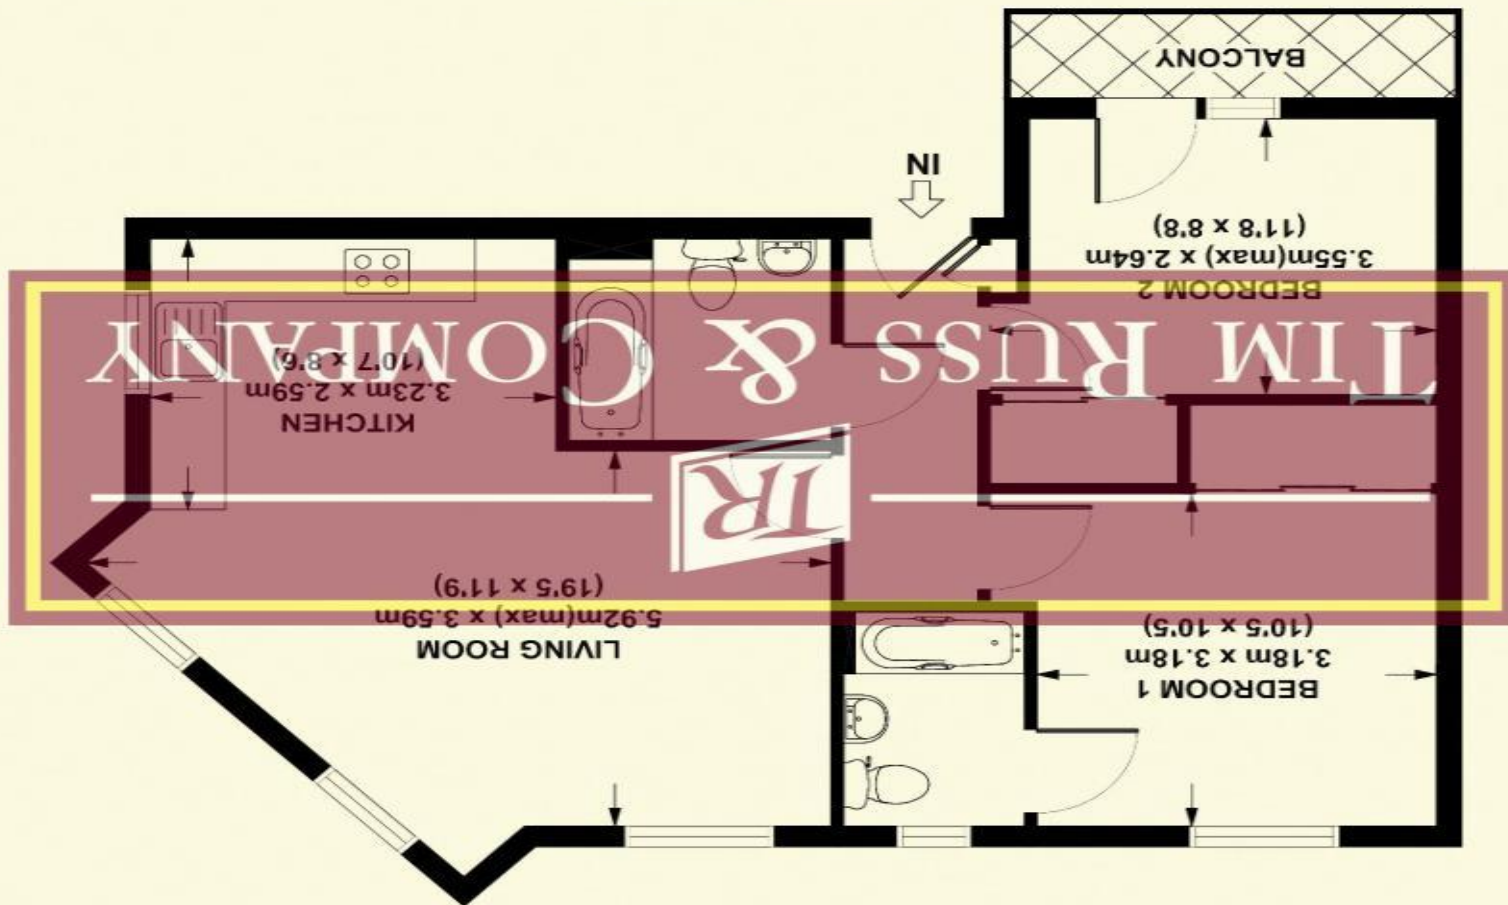 BEDROOM 1
3.18m x 3.18m
(10'5 x 10'5)
LIVING ROOM
5.92m(max) x 3.59m
(19'5 x 11'9)
TR
KITCHEN
3.23m x 2.59m
(10'7 x 8'6)
TIM RUSS & COMPANY
BEDROOM 2
3.55m(max) x 2.64m
(11'8 x 8'8)
IN
BALCONY